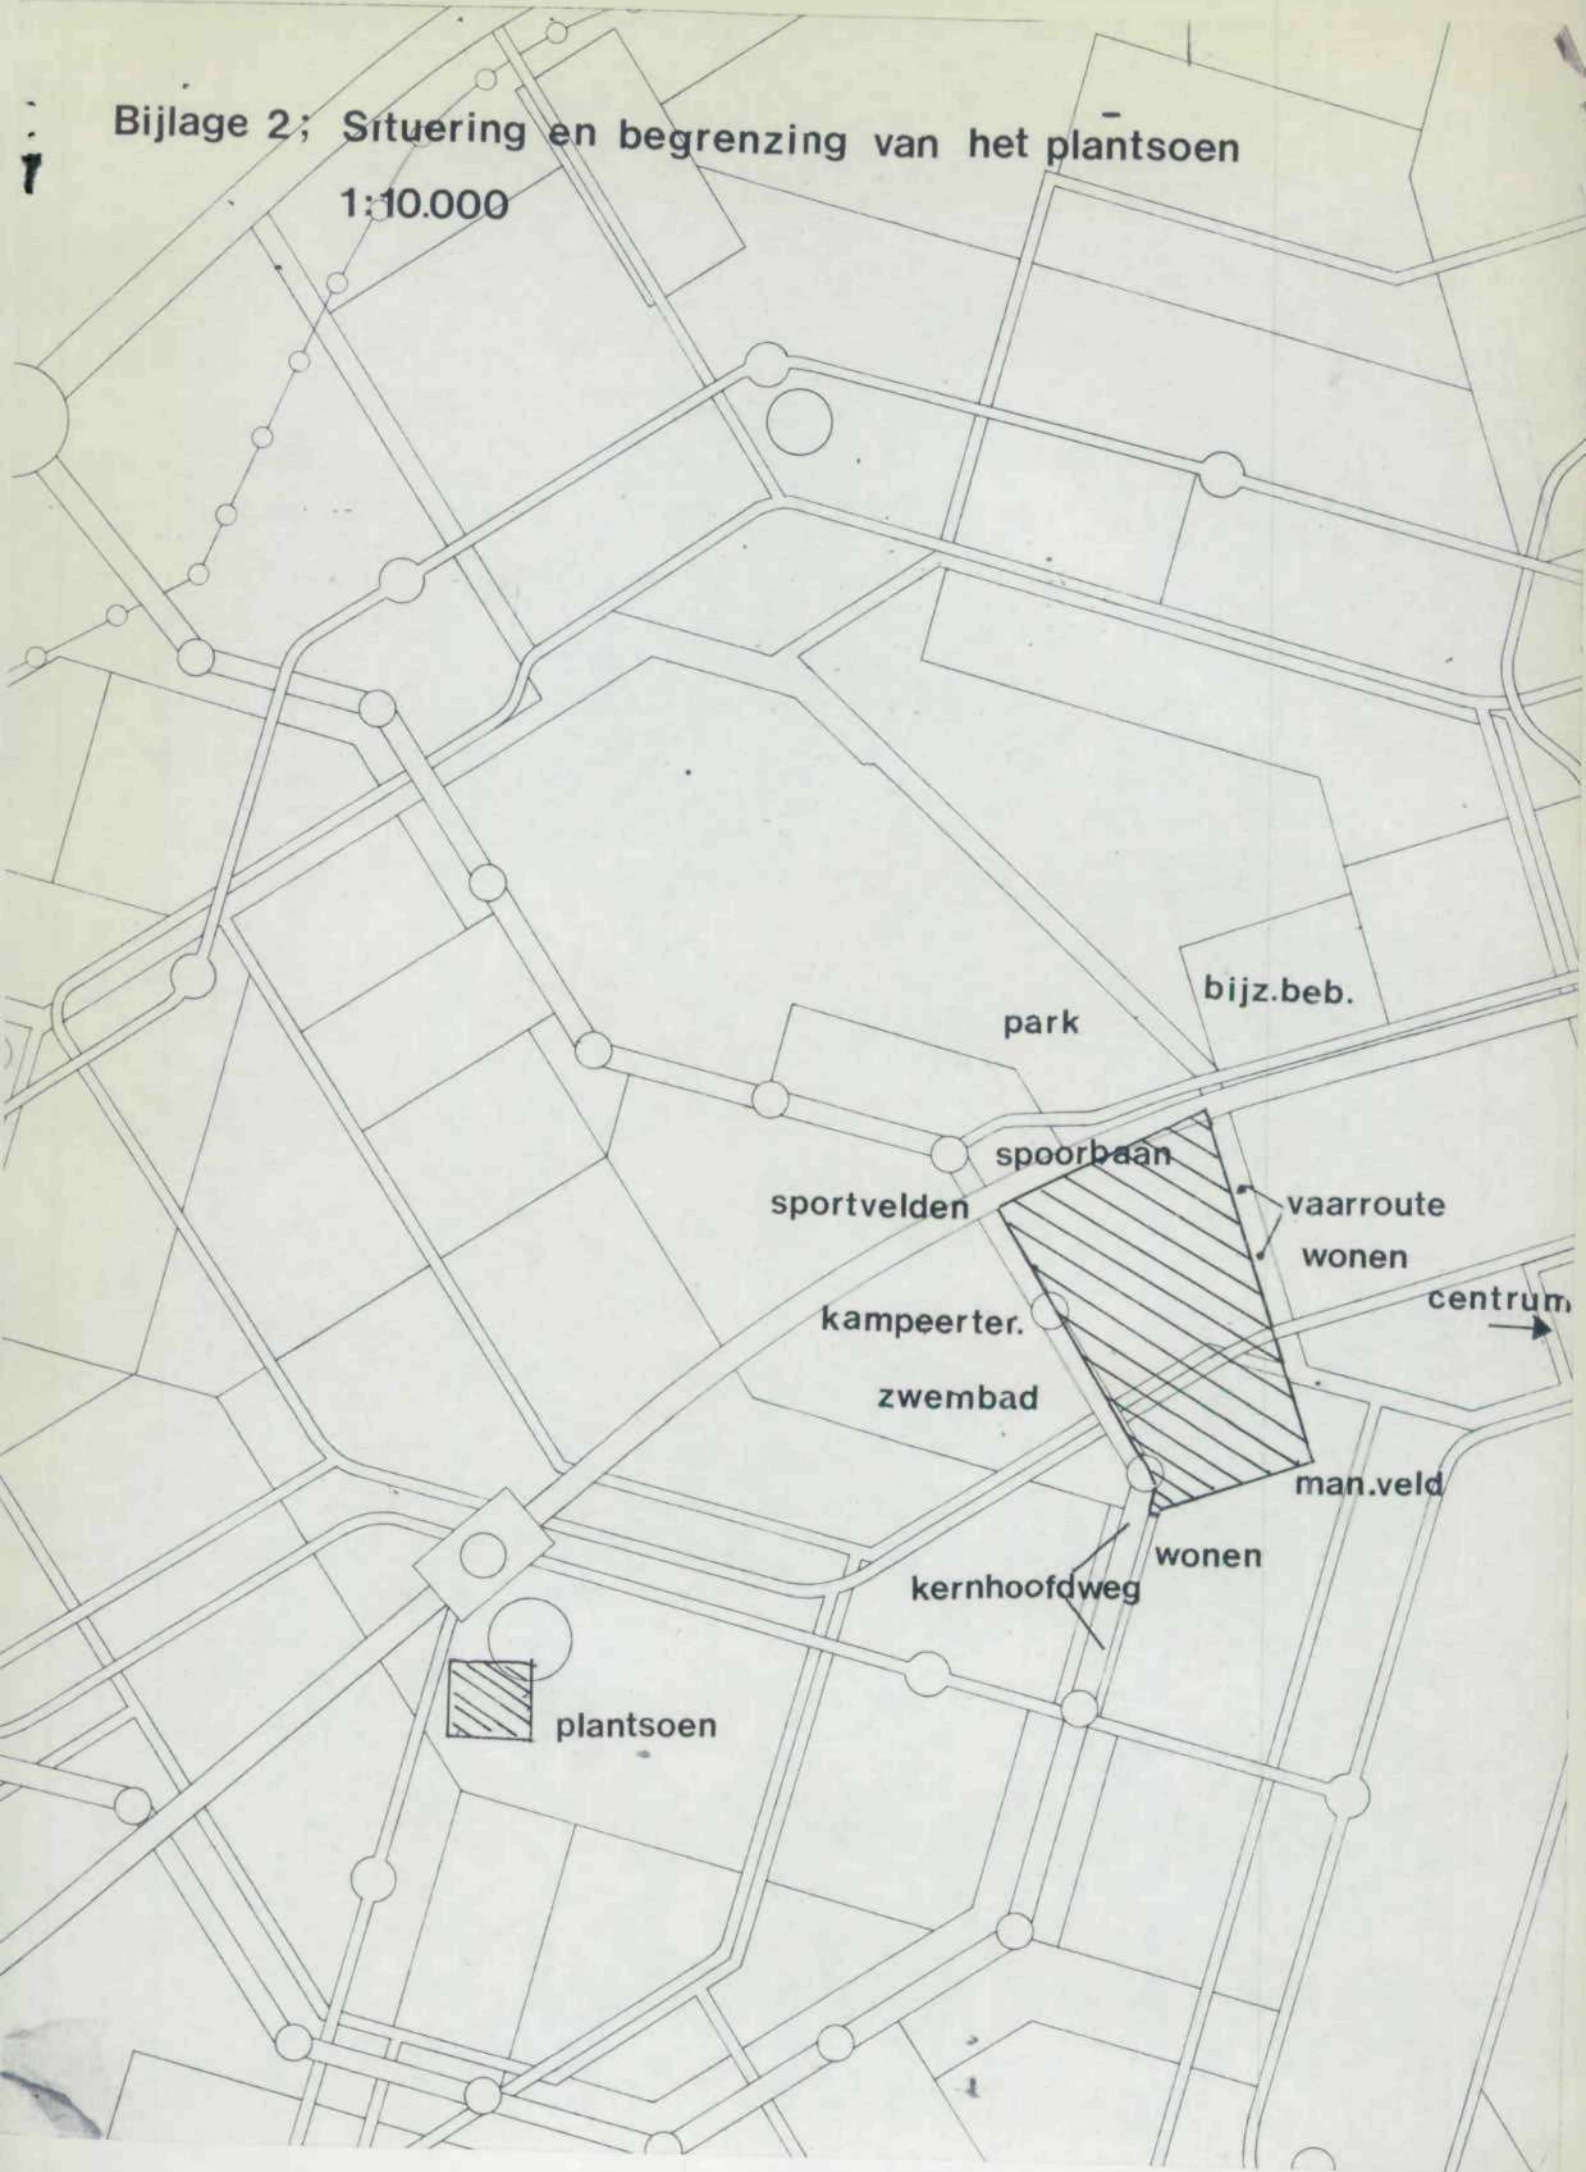 Bijlage 2; Situering en begrenzing van het plantsoen
1:10.000
bijz.beb.
park
spoorbaan
sportvelden
vaarroute
wonen
centrum
kampeerter.
zwembad
man.veld
wonen
kernhoofdweg
plantsoen